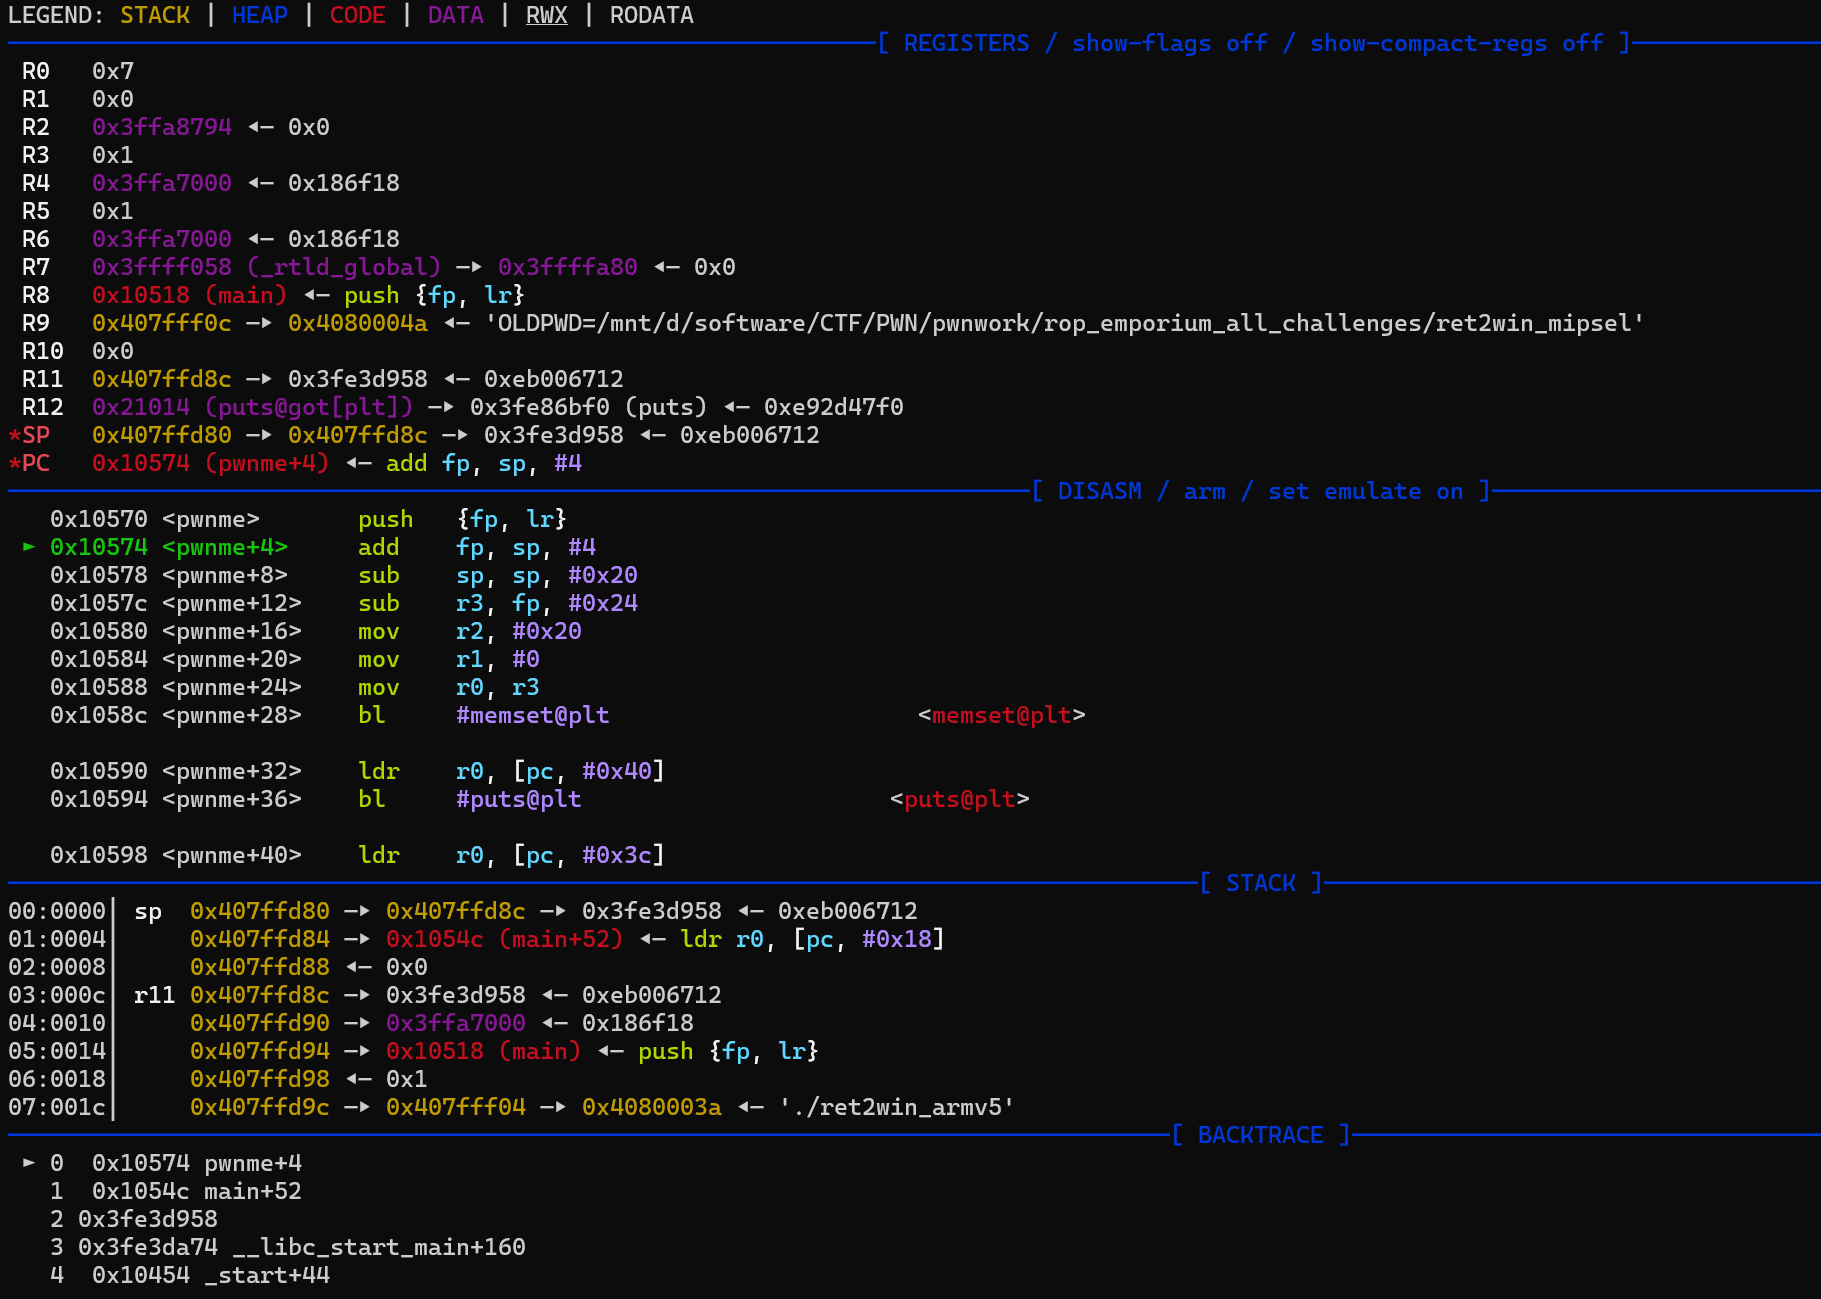 LEGEND: STACK | HEAP | CODE | DATA | RWX | RODATA
[ REGISTERS / show-flags off / show-compact-regs off ]
R0 0x7
R1 0x0
R2 0x3ffa8794 ◂— 0x0
R3 0x1
R4 0x3ffa7000 ◂— 0x186f18
R5 0x1
R6 0x3ffa7000 ◂— 0x186f18
R7 0x3ffff058 (_rtld_global) —▸ 0x3ffffa80 ◂— 0x0
R8 0x10518 (main) ◂— push {fp, lr}
R9 0x407fff0c —▸ 0x4080004a ◂— 'OLDPWD=/mnt/d/software/CTF/PWN/pwnwork/rop_emporium_all_challenges/ret2win_mipsel'
R10 0x0
R11 0x407ffd8c —▸ 0x3fe3d958 ◂— 0xeb006712
R12 0x21014 (puts@got[plt]) —▸ 0x3fe86bf0 (puts) ◂— 0xe92d47f0
*SP 0x407ffd80 —▸ 0x407ffd8c —▸ 0x3fe3d958 ◂— 0xeb006712
*PC 0x10574 (pwnme+4) ◂— add fp, sp, #4
[ DISASM / arm / set emulate on ]
0x10570 <pwnme> push {fp, lr}
► 0x10574 <pwnme+4> add fp, sp, #4
0x10578 <pwnme+8> sub sp, sp, #0x20
0x1057c <pwnme+12> sub r3, fp, #0x24
0x10580 <pwnme+16> mov r2, #0x20
0x10584 <pwnme+20> mov r1, #0
0x10588 <pwnme+24> mov r0, r3
0x1058c <pwnme+28> bl #memset@plt <memset@plt>
0x10590 <pwnme+32> ldr r0, [pc, #0x40]
0x10594 <pwnme+36> bl #puts@plt <puts@plt>
0x10598 <pwnme+40> ldr r0, [pc, #0x3c]
[ STACK ]
00:0000│ sp 0x407ffd80 —▸ 0x407ffd8c —▸ 0x3fe3d958 ◂— 0xeb006712
01:0004│ 0x407ffd84 —▸ 0x1054c (main+52) ◂— ldr r0, [pc, #0x18]
02:0008│ 0x407ffd88 ◂— 0x0
03:000c│ r11 0x407ffd8c —▸ 0x3fe3d958 ◂— 0xeb006712
04:0010│ 0x407ffd90 —▸ 0x3ffa7000 ◂— 0x186f18
05:0014│ 0x407ffd94 —▸ 0x10518 (main) ◂— push {fp, lr}
06:0018│ 0x407ffd98 ◂— 0x1
07:001c│ 0x407ffd9c —▸ 0x407fff04 —▸ 0x4080003a ◂— './ret2win_armv5'
[ BACKTRACE ]
► 0 0x10574 pwnme+4
1 0x1054c main+52
2 0x3fe3d958
3 0x3fe3da74 __libc_start_main+160
4 0x10454 _start+44